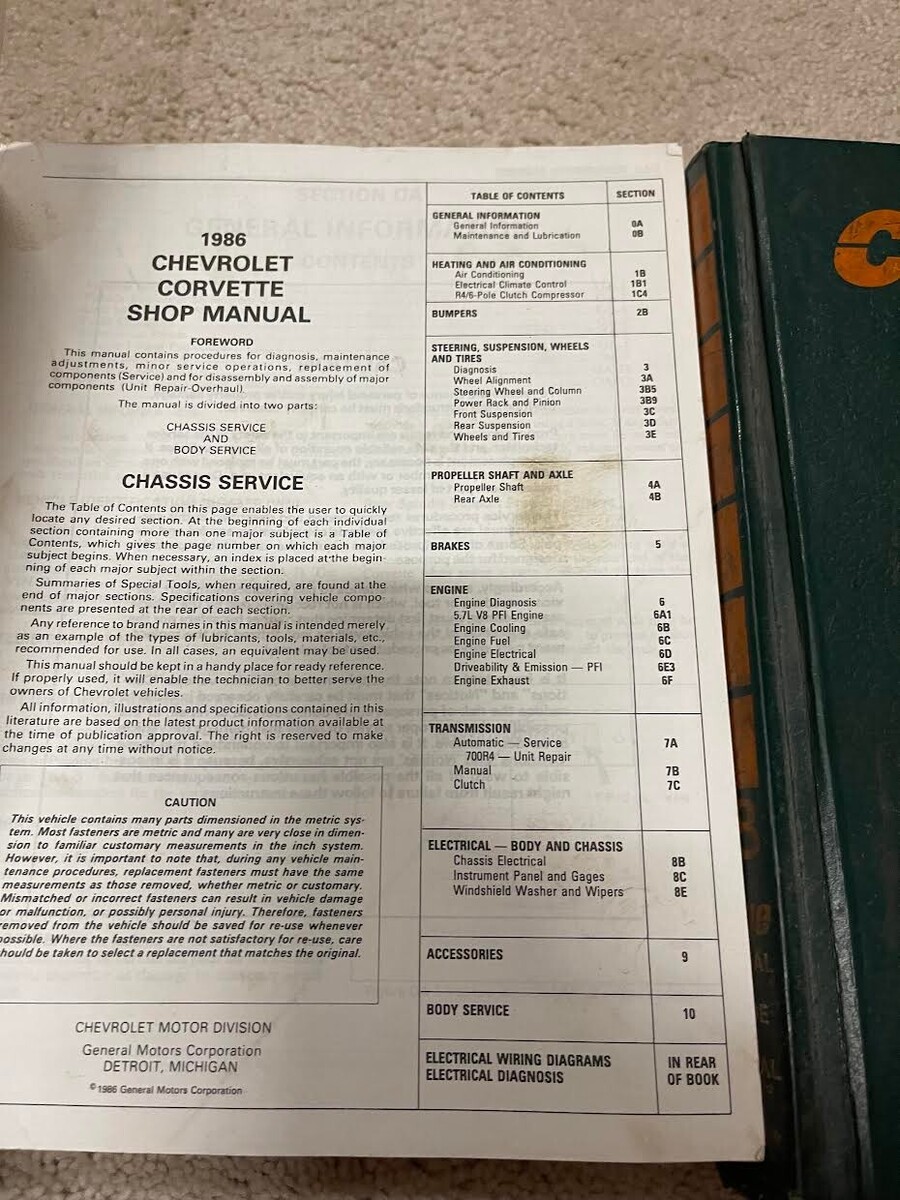 1986
CHEVROLET
CORVETTE
SHOP MANUAL
FOREWORD
This manual contains procedures for diagnosis, maintenance
adjustments, minor service operations, replacement of
components (Service) and for disassembly and assembly of major
components (Unit Repair-Overhaul).
The manual is divided into two parts:
CHASSIS SERVICE
AND
BODY SERVICE
CHASSIS SERVICE
The Table of Contents on this page enables the user to quickly
locate any desired section. At the beginning of each individual
section containing more than one major subject is a Table of
Contents, which gives the page number on which each major
subject begins. When necessary, an index is placed at the begin-
ning of each major subject within the section.
Summaries of Special Tools, when required, are found at the
end of major sections. Specifications covering vehicle compo-
nents are presented at the rear of each section.
Any reference to brand names in this manual is intended merely
as an example of the types of lubricants, tools, materials, etc.,
recommended for use. In all cases, an equivalent may be used.
This manual should be kept in a handy place for ready reference.
If properly used, it will enable the technician to better serve the
owners of Chevrolet vehicles.
All information, illustrations and specifications contained in this
literature are based on the latest product information available at
the time of publication approval. The right is reserved to make
changes at any time without notice.
CAUTION
This vehicle contains many parts dimensioned in the metric sys-
tem. Most fasteners are metric and many are very close in dimen-
sion to familiar customary measurements in the inch system.
However, it is important to note that, during any vehicle main-
tenance procedures, replacement fasteners must have the same
measurements as those removed, whether metric or customary.
Mismatched or incorrect fasteners can result in vehicle damage
or malfunction, or possibly personal injury. Therefore, fasteners
removed from the vehicle should be saved for re-use whenever
possible. Where the fasteners are not satisfactory for re-use, care
hould be taken to select a replacement that matches the original.
CHEVROLET MOTOR DIVISION
General Motors Corporation
DETROIT, MICHIGAN
©1986 General Motors Corporation
TABLE OF CONTENTS SECTION
GENERAL INFORMATION
General Information 0A
Maintenance and Lubrication 0B
HEATING AND AIR CONDITIONING
Air Conditioning 1B
Electrical Climate Control 1B1
R4/6-Pole Clutch Compressor 1C4
BUMPERS 2B
STEERING, SUSPENSION, WHEELS
AND TIRES
Diagnosis 3
Wheel Alignment 3A
Steering Wheel and Column 3B5
Power Rack and Pinion 3B9
Front Suspension 3C
Rear Suspension 3D
Wheels and Tires 3E
PROPELLER SHAFT AND AXLE
Propeller Shaft 4A
Rear Axle 4B
BRAKES 5
ENGINE
Engine Diagnosis 6
5.7L V8 PFI Engine 6A1
Engine Cooling 6B
Engine Fuel 6C
Engine Electrical 6D
Driveability & Emission — PFI 6E3
Engine Exhaust 6F
TRANSMISSION
Automatic — Service 7A
700R4 — Unit Repair
Manual 7B
Clutch 7C
ELECTRICAL — BODY AND CHASSIS
Chassis Electrical 8B
Instrument Panel and Gages 8C
Windshield Washer and Wipers 8E
ACCESSORIES 9
BODY SERVICE 10
ELECTRICAL WIRING DIAGRAMS IN REAR
ELECTRICAL DIAGNOSIS OF BOOK
C